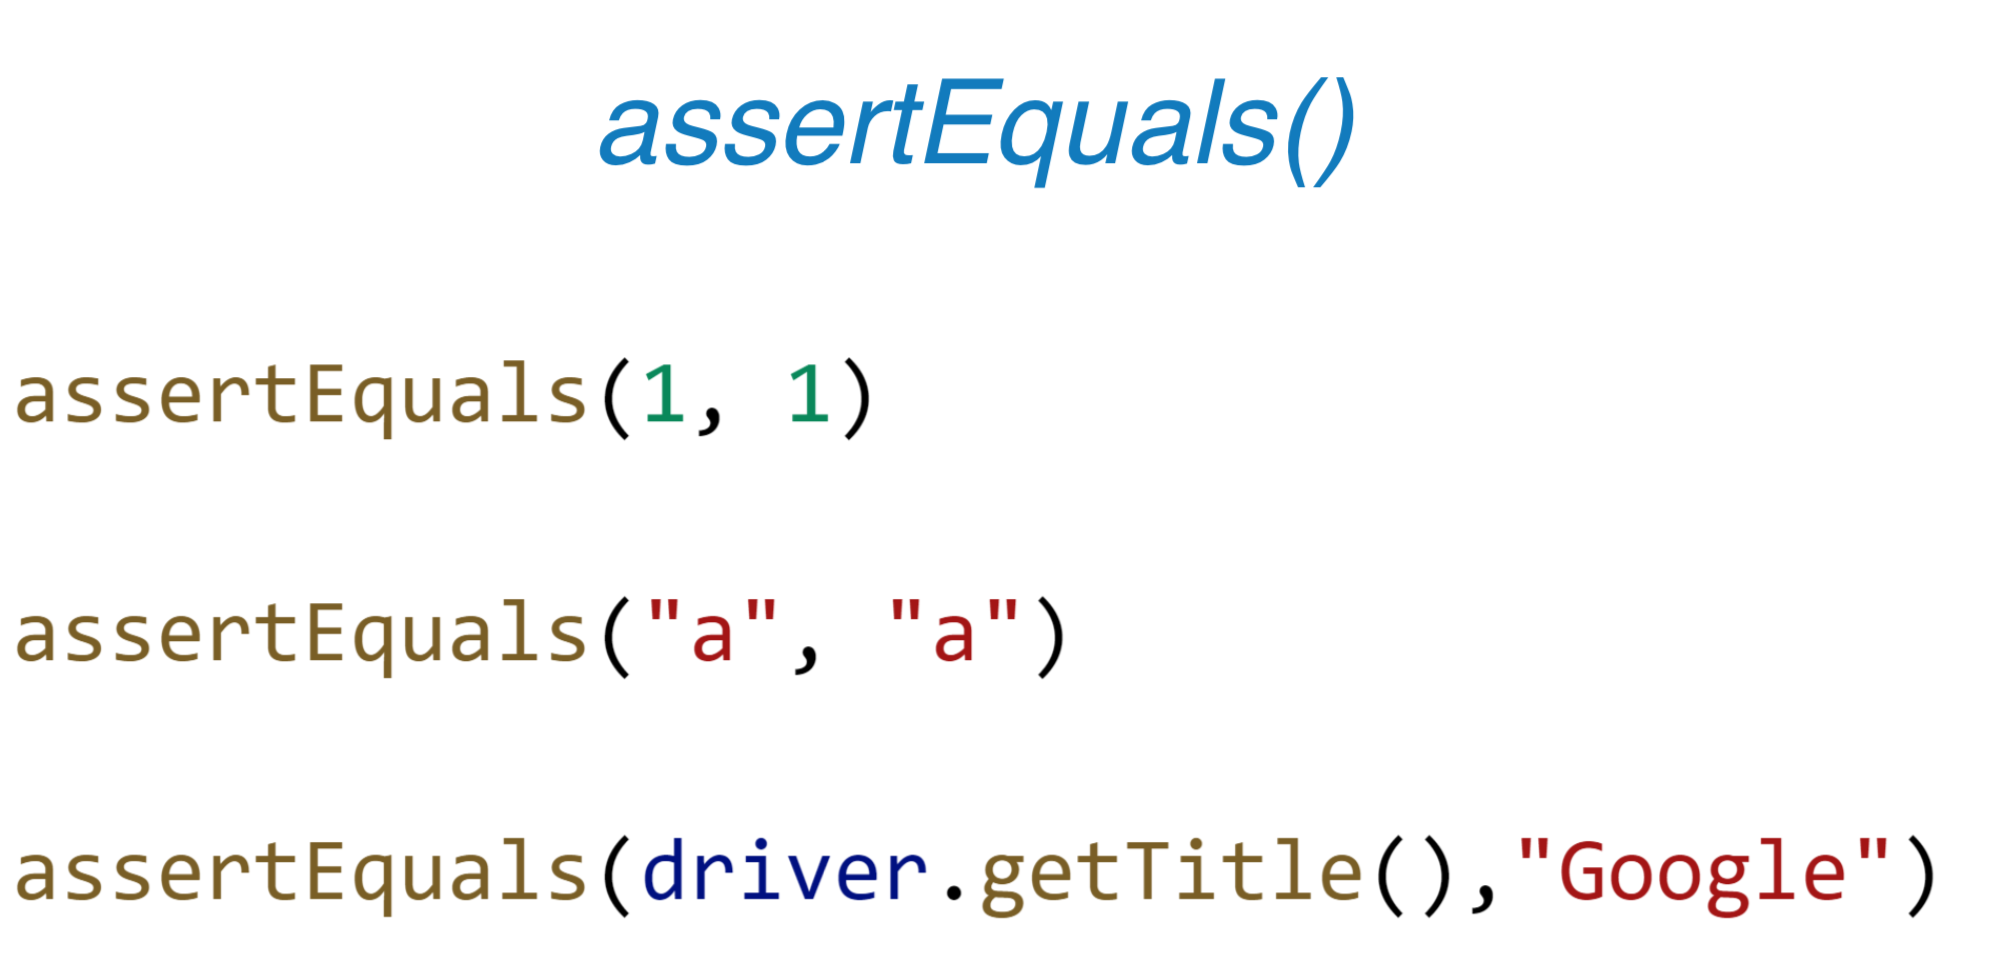 assertEquals()
assertEquals(1, 1)
assertEquals("a", "a")
assertEquals(driver.getTitle(),"Google")